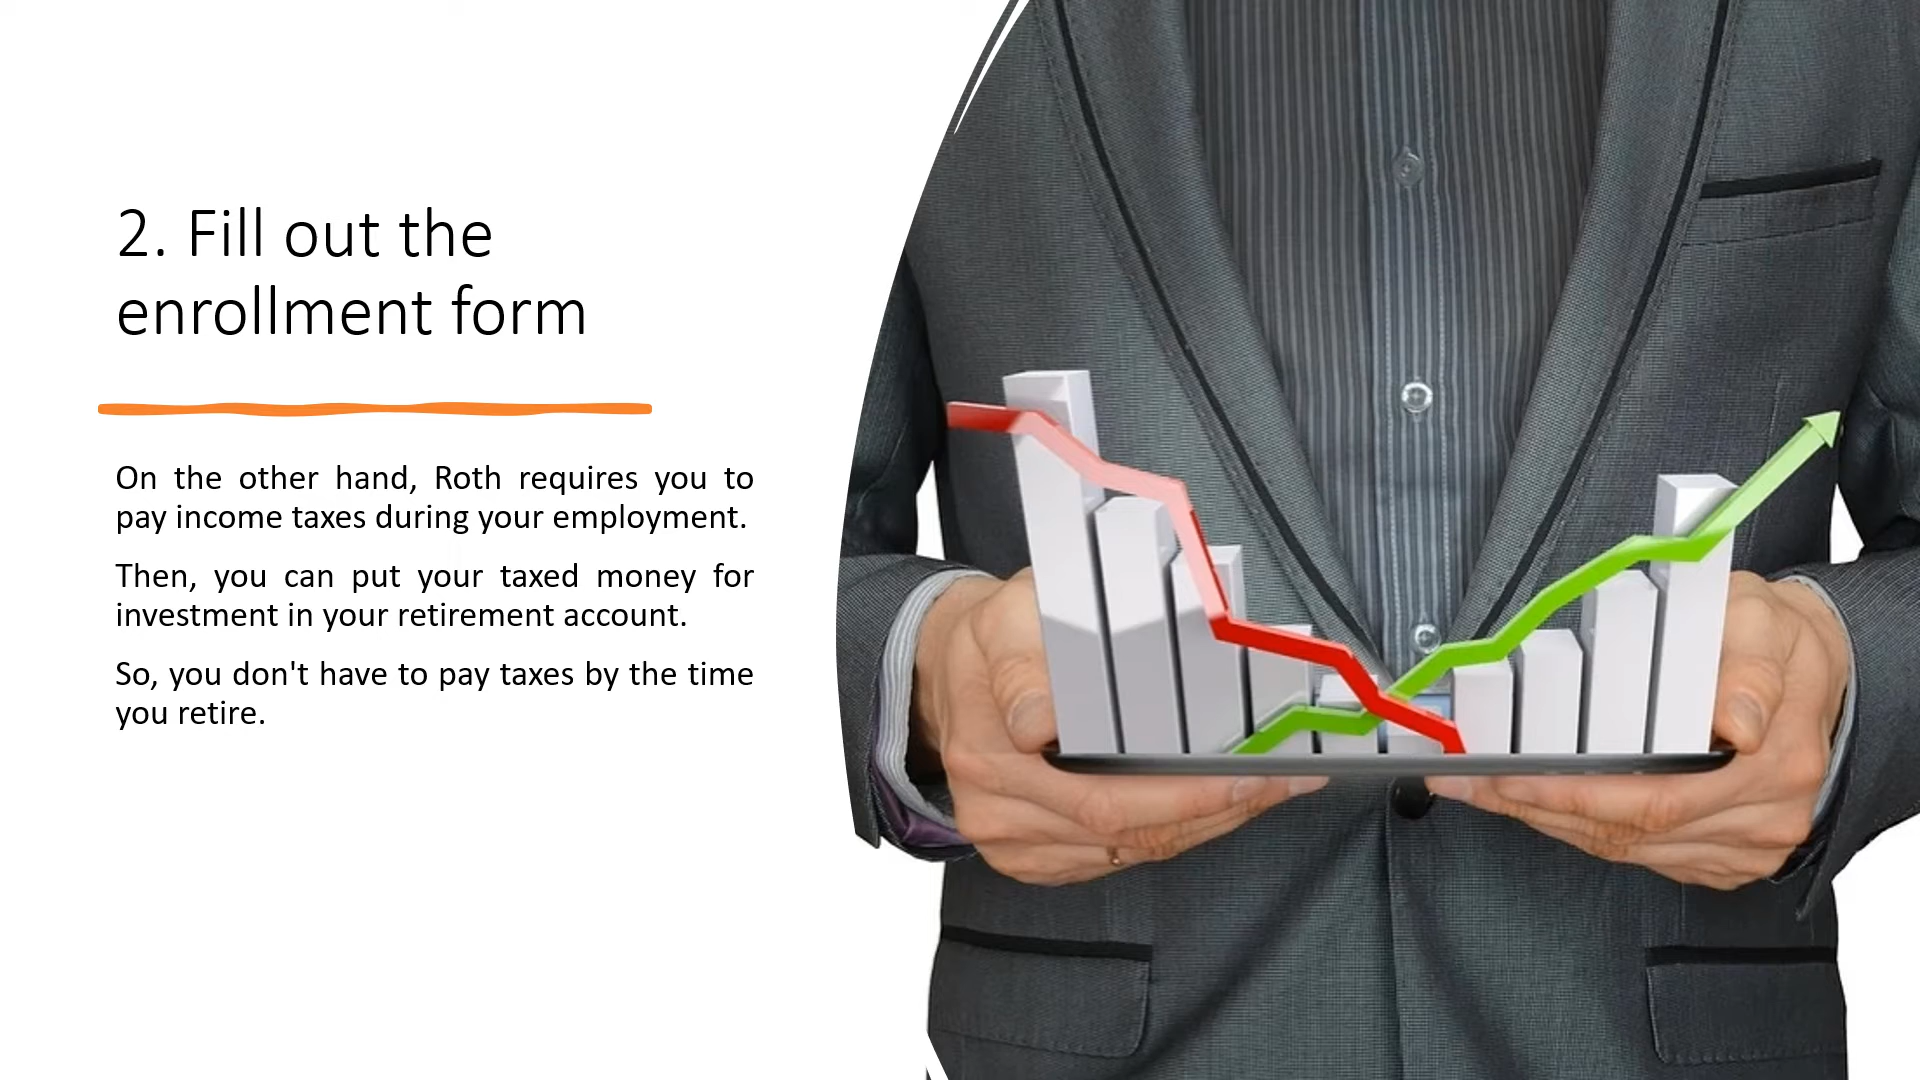 2. Fill out the
enrollment form
On the other hand, Roth requires you to
pay income taxes during your employment.
Then, you can put your taxed money for
investment in your retirement account.
So, you don't have to pay taxes by the time
you retire.